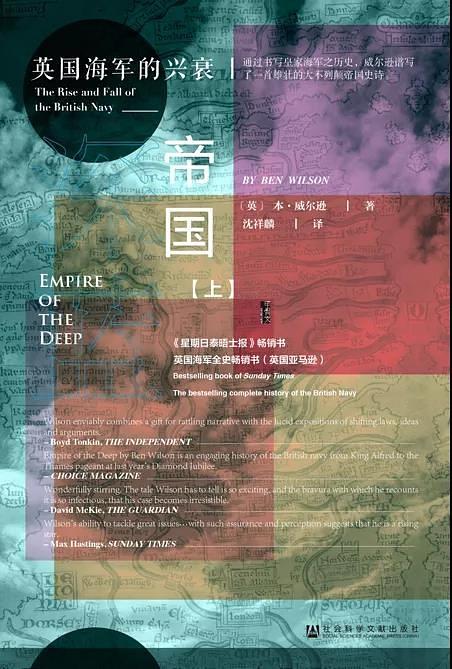 英国海军的兴衰
The Rise and Fall of
the British Navy
通过书写皇家海军之历史，威尔逊谱写
了一首雄壮的大不列颠帝国史诗。
深海
帝
国
【上】
BY BEN WILSON
〔英〕本·威尔逊 | 著
沈祥麟 | 译
EMPIRE
OF
THE
DEEP
《星期日泰晤士报》畅销书
英国海军全史畅销书（英国亚马逊）
Bestselling book of Sunday Times
The bestselling complete history of the British Navy
Wilson enviably combines a gift for rattling narrative with the lucid expositions of shifting laws, ideas
and arguments.
– Boyd Tonkin, THE INDEPENDENT
Empire of the Deep by Ben Wilson is an engaging history of the British navy from King Alfred to the
Thames pageant at last year's Diamond Jubilee.
– CHOICE MAGAZINE
Wonderfully stirring. The tale Wilson has to tell is so exciting, and the bravura with which he recounts
it is so infectious, that his case becomes irresistible.
– David McKie, THE GUARDIAN
Wilson's ability to tackle great issues…with such assurance and perception suggests that he is a rising
star.
– Max Hastings, SUNDAY TIMES
社会科学文献出版社
SOCIAL SCIENCES ACADEMIC PRESS (CHINA)